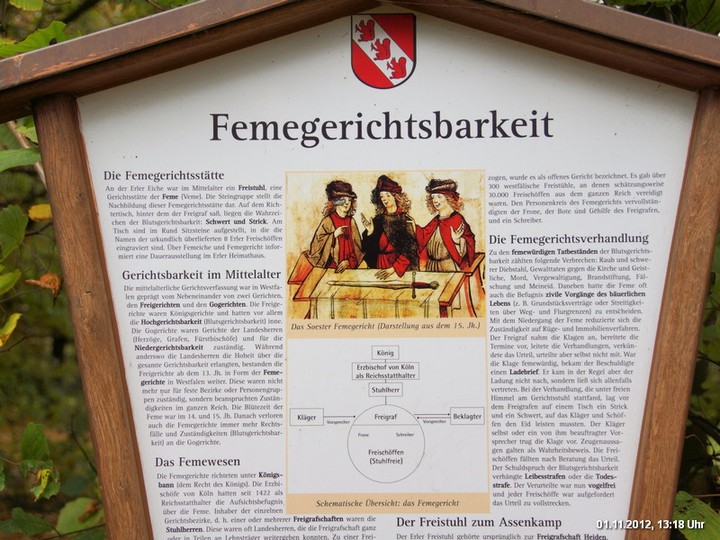 Femegerichtsbarkeit
Die Femegerichtsstätte
An der Erler Eiche war im Mittelalter ein Freistuhl, eine
Gerichtsstätte der Feme (Veme). Die Steingruppe stellt die
Nachbildung dieser Femegerichtsstätte dar. Auf dem Rich-
tertisch, hinter dem der Freigraf saß, liegen die Wahrzei-
chen der Blutgerichtsbarkeit: Schwert und Strick. Am
Tisch sind im Rund Sitzsteine aufgestellt, in die die
Namen der urkundlich überlieferten 8 Erler Freischöffen
eingraviert sind. Über Femeiche und Femegericht infor-
miert eine Dauerausstellung im Erler Heimathaus.
Gerichtsbarkeit im Mittelalter
Die mittelalterliche Gerichtsverfassung war in Westfa-
len geprägt vom Nebeneinander von zwei Gerichten,
den Freigerichten und den Gogerichten. Die Freige-
richte waren Königsgerichte und hatten vor allem
die Hochgerichtsbarkeit (Blutgerichtsbarkeit) inne.
Die Gogerichte waren Gerichte der Landesherren
(Herzöge, Grafen, Fürstbischöfe) und für die
Niedergerichtsbarkeit zuständig. Während
anderswo die Landesherren die Hoheit über die
gesamte Gerichtsbarkeit erlangten, bestanden die
Freigerichte ab dem 13. Jh. in Form der Feme-
gerichte in Westfalen weiter. Diese waren nicht
mehr nur für feste Bezirke oder Personengrup-
pen zuständig, sondern beanspruchten Zustän-
digkeiten im ganzen Reich. Die Blütezeit der
Feme war im 14. und 15. Jh. Danach verloren
auch die Femegerichte immer mehr Rechts-
fälle und Zuständigkeiten (Blutgerichtsbar-
keit) an die Gogerichte.
Das Femewesen
Die Femegerichte richteten unter Königs-
bann (dem Recht des Königs). Die Erzbi-
schöfe von Köln hatten seit 1422 als
Reichsstatthalter die Aufsichtsbefugnis
über die Feme. Inhaber der einzelnen
Gerichtsbezirke, d. h. einer oder mehrerer Freigrafschaften waren die
Stuhlherren. Diese waren oft Landesherren, die die Freigrafschaft ganz
oder in Teilen an Lehnsträger weitergeben konnten. Zu einer Frei-
Das Soester Femegericht (Darstellung aus dem 15. Jh.)
König
Erzbischof von Köln
als Reichsstatthalter
Stuhlherr
Kläger
Vorsprecher
Freigraf
Vorsprecher
Beklagter
Frone
Schreiber
Freischöffen
(Stuhlfreie)
Schematische Übersicht: das Femegericht
zogen, wurde es als offenes Gericht bezeichnet. Es gab über
300 westfälische Freistühle, an denen schätzungsweise
30.000 Freischöffen aus dem ganzen Reich vereidigt
waren. Den Personenkreis des Femegerichts vervollstän-
digten der Frone, der Bote und Gehilfe des Freigrafen,
und ein Schreiber.
Die Femegerichtsverhandlung
Zu den femewürdigen Tatbeständen der Blutgerichts-
barkeit zählten folgende Verbrechen: Raub und schwe-
rer Diebstahl, Gewalttaten gegen die Kirche und Geist-
liche, Mord, Vergewaltigung, Brandstiftung, Fäl-
schung und Meineid. Daneben hatte die Feme oft
auch die Befugnis zivile Vorgänge des bäuerlichen
Lebens (z. B. Grundstücksverträge oder Streitigkei-
ten über Weg- und Flurgrenzen) zu entscheiden.
Mit dem Niedergang der Feme reduzierte sich die
Zuständigkeit auf Rüge- und Immobilienverfahren.
Der Freigraf nahm die Klagen an, bereitete die
Termine vor, leitete die Verhandlungen, verkün-
dete das Urteil, urteilte aber selbst nicht mit. War
die Klage femewürdig, bekam der Beschuldigte
einen Ladebrief. Er kam in der Regel aber der
Ladung nicht nach, sondern ließ sich allenfalls
vertreten. Bei der Verhandlung, die unter freien
Himmel am Gerichtsstuhl stattfand, lag vor
dem Freigrafen auf einem Tisch ein Strick
und ein Schwert, auf das Kläger und Schöf-
fen den Eid leisten mussten. Der Kläger
selbst oder ein von ihm beauftragter Vor-
sprecher trug die Klage vor. Zeugenaussa-
gen galten als Wahrheitsbeweis. Die Frei-
schöffen fällten nach Beratung das Urteil.
Der Schuldspruch der Blutgerichtsbarkeit
verhängte Leibesstrafen oder die Todes-
strafe. Der Verurteilte war nun vogelfrei
und jeder Freischöffe war aufgefordert
das Urteil zu vollstrecken.
Der Freistuhl zum Assenkamp
Der Erler Freistuhl gehörte ursprünglich zur Freigrafschaft Heiden.
01.11.2012, 13:18 Uhr